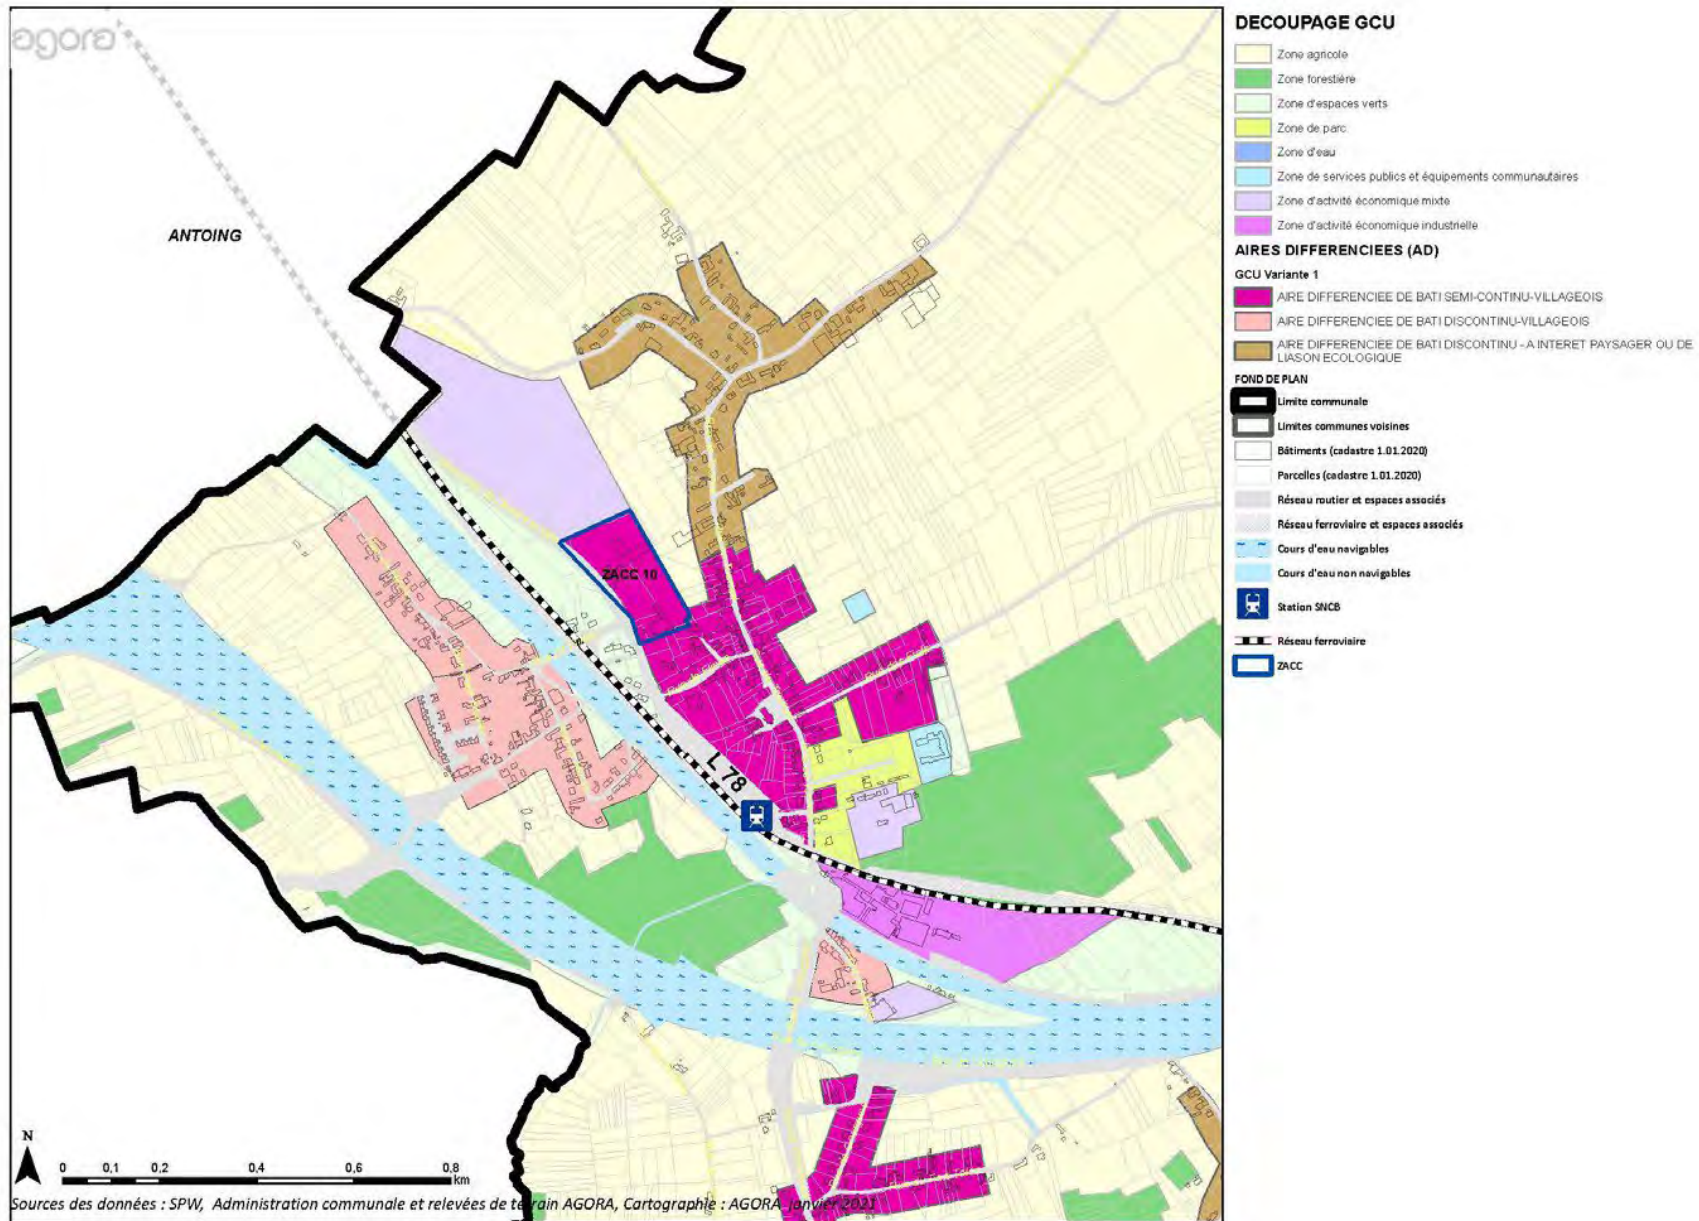 agora
ANTOING
ZACC 10
L 78
N
0 0,1 0,2 0,4 0,6 0,8
km
Sources des données : SPW, Administration communale et relevées de terrain AGORA, Cartographie : AGORA janvier 2021
DECOUPAGE GCU
Zone agricole
Zone forestière
Zone d'espaces verts
Zone de parc
Zone d'eau
Zone de services publics et équipements communautaires
Zone d'activité économique mixte
Zone d'activité économique industrielle
AIRES DIFFERENCIEES (AD)
GCU Variante 1
AIRE DIFFERENCIEE DE BATI SEMI-CONTINU-VILLAGEOIS
AIRE DIFFERENCIEE DE BATI DISCONTINU-VILLAGEOIS
AIRE DIFFERENCIEE DE BATI DISCONTINU - A INTERET PAYSAGER OU DE
LIASON ECOLOGIQUE
FOND DE PLAN
Limite communale
Limites communes voisines
Bâtiments (cadastre 1.01.2020)
Parcelles (cadastre 1.01.2020)
Réseau routier et espaces associés
Réseau ferroviaire et espaces associés
Cours d'eau navigables
Cours d'eau non navigables
Station SNCB
Réseau ferroviaire
ZACC